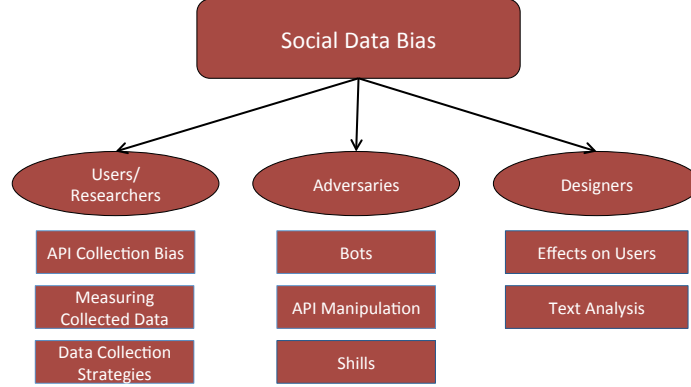 Social Data Bias
Users/
Researchers
Adversaries
Designers
API Collection Bias
Bots
Effects on Users
Measuring
Collected Data
API Manipulation
Text Analysis
Data Collection
Strategies
Shills